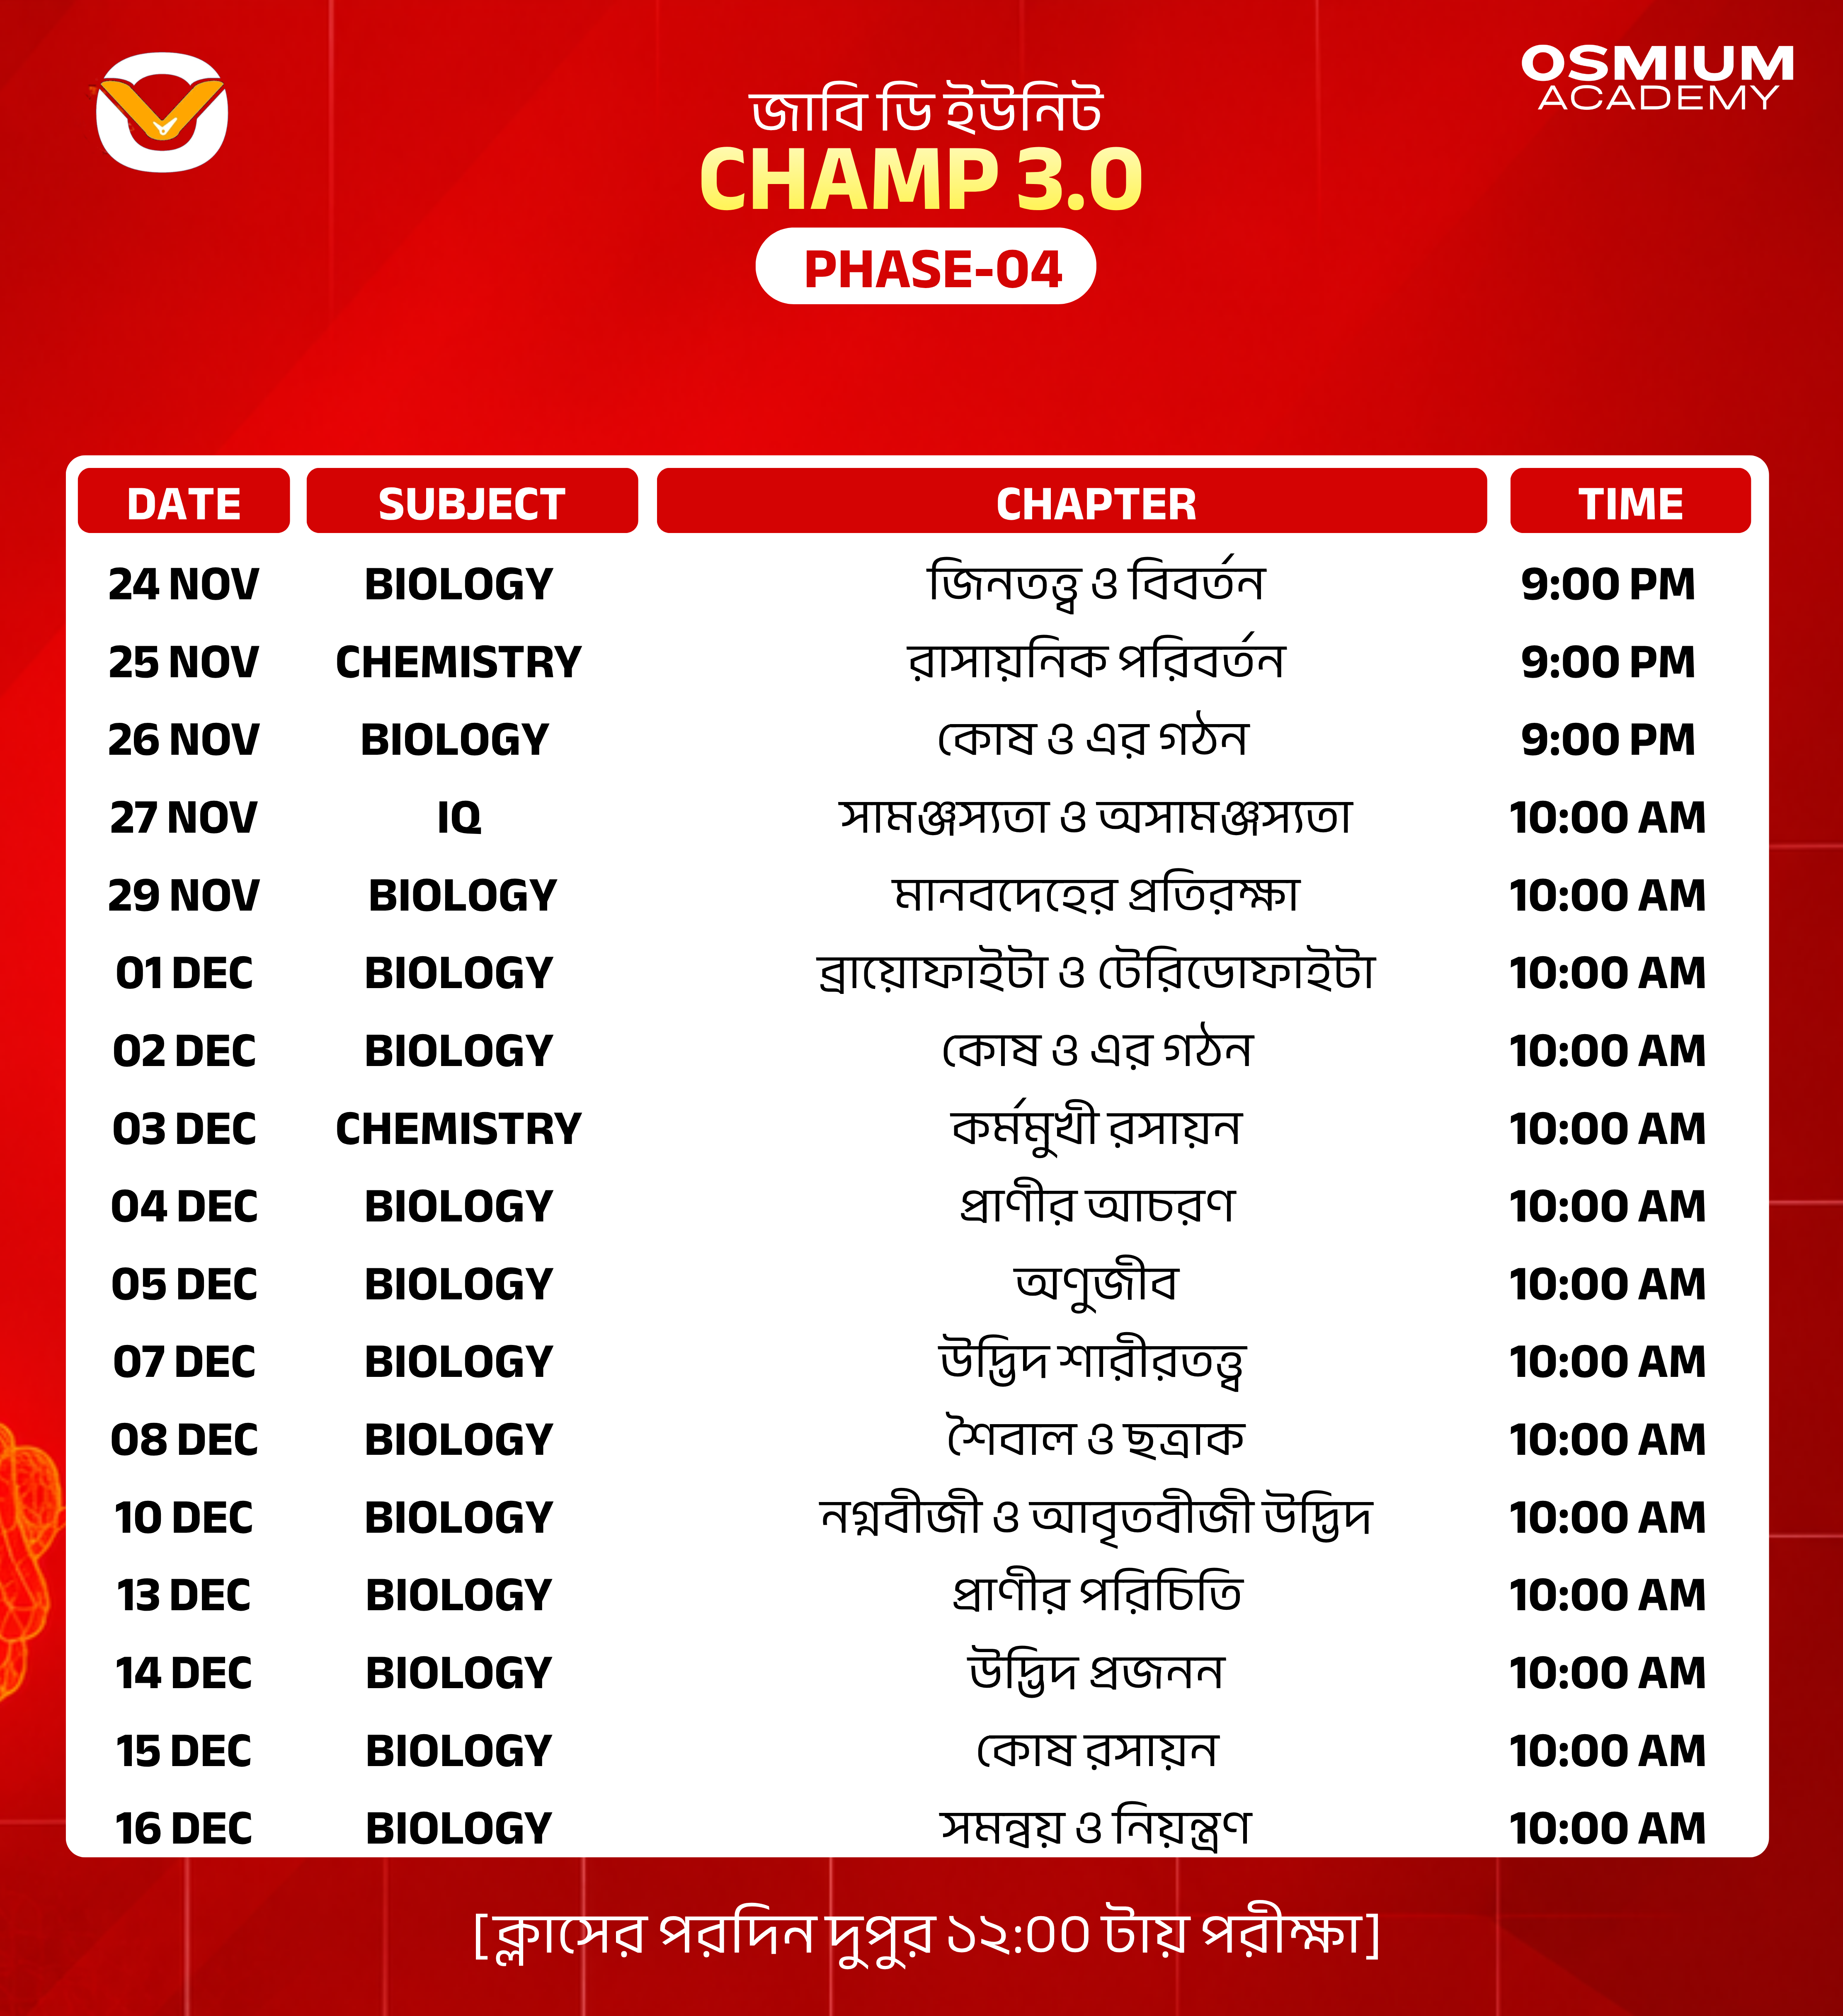 OSMIUM
ACADEMY
জাবি ডি ইউনিট
CHAMP 3.0
PHASE-04
DATE SUBJECT CHAPTER TIME
24 NOV BIOLOGY জিনতত্ত্ব ও বিবর্তন 9:00 PM
25 NOV CHEMISTRY রাসায়নিক পরিবর্তন 9:00 PM
26 NOV BIOLOGY কোষ ও এর গঠন 9:00 PM
27 NOV IQ সামঞ্জস্যতা ও অসামঞ্জস্যতা 10:00 AM
29 NOV BIOLOGY মানবদেহের প্রতিরক্ষা 10:00 AM
01 DEC BIOLOGY ব্রায়োফাইটা ও টেরিডোফাইটা 10:00 AM
02 DEC BIOLOGY কোষ ও এর গঠন 10:00 AM
03 DEC CHEMISTRY কর্মমুখী রসায়ন 10:00 AM
04 DEC BIOLOGY প্রাণীর আচরণ 10:00 AM
05 DEC BIOLOGY অণুজীব 10:00 AM
07 DEC BIOLOGY উদ্ভিদ শারীরতত্ত্ব 10:00 AM
08 DEC BIOLOGY শৈবাল ও ছত্রাক 10:00 AM
10 DEC BIOLOGY নগ্নবীজী ও আবৃতবীজী উদ্ভিদ 10:00 AM
13 DEC BIOLOGY প্রাণীর পরিচিতি 10:00 AM
14 DEC BIOLOGY উদ্ভিদ প্রজনন 10:00 AM
15 DEC BIOLOGY কোষ রসায়ন 10:00 AM
16 DEC BIOLOGY সমন্বয় ও নিয়ন্ত্রণ 10:00 AM
[ক্লাসের পরদিন দুপুর ১২:০০ টায় পরীক্ষা]